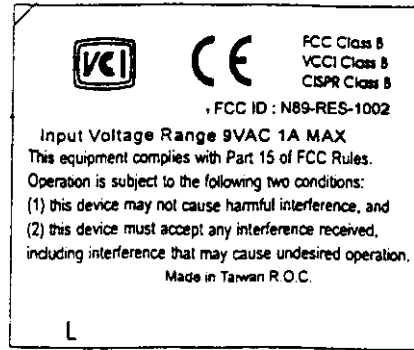 VCI
CE
FCC Class B
VCCI Class B
CISPR Class B
FCC ID : N89-RES-1002
Input Voltage Range 9VAC 1A MAX
This equipment complies with Part 15 of FCC Rules.
Operation is subject to the following two conditions:
(1) this device may not cause harmful interference, and
(2) this device must accept any interference received,
including interference that may cause undesired operation.
Made in Taiwan R.O.C.
L